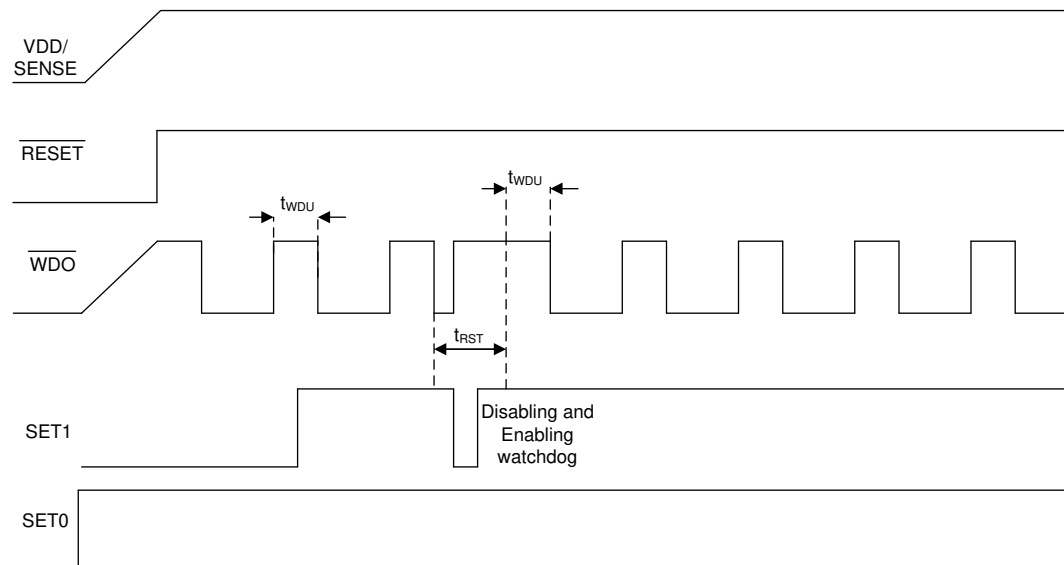 VDD/
SENSE
RESET
tWDU
tWDU
WDO
tRST
SET1
Disabling and
Enabling
watchdog
SET0